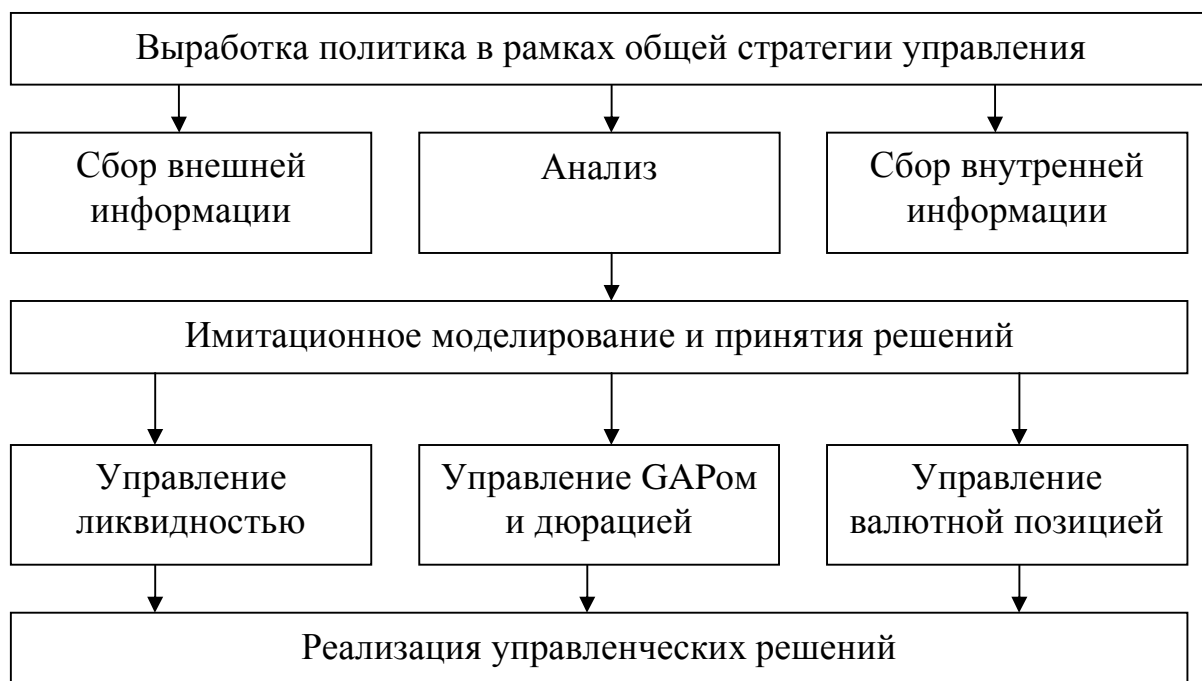 Выработка политика в рамках общей стратегии управления
Сбор внешней
информации
Анализ
Сбор внутренней
информации
Имитационное моделирование и принятия решений
Управление
ликвидностью
Управление GAPом
и дюрацией
Управление
валютной позицией
Реализация управленческих решений